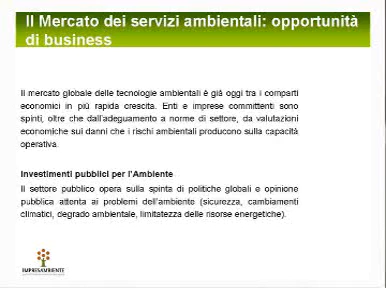 Il Mercato dei servizi ambientali: opportunità
di business
Il mercato globale delle tecnologie ambientali è già oggi tra i comparti
economici in più rapida crescita. Enti e imprese committenti sono
spinti, oltre che dall'adeguamento a norme di settore, da valutazioni
economiche sui danni che i rischi ambientali producono sulla capacità
operativa.
Investimenti pubblici per l'Ambiente
Il settore pubblico opera sulla spinta di politiche globali e opinione
pubblica attenta ai problemi dell'ambiente (sicurezza, cambiamenti
climatici, degrado ambientale, limitatezza delle risorse energetiche).
IMPRESAMBIENTE